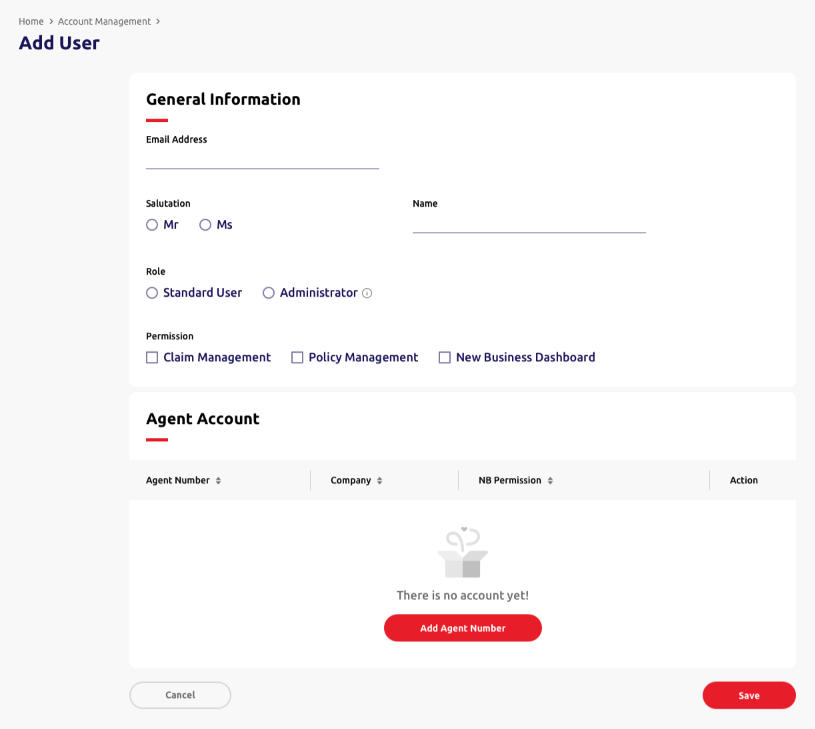 Home > Account Management >
Add User
General Information
Email Address
Salutation Name
Mr Ms
Role
Standard User Administrator
Permission
Claim Management Policy Management New Business Dashboard
Agent Account
Agent Number Company NB Permission Action
There is no account yet!
Add Agent Number
Cancel Save